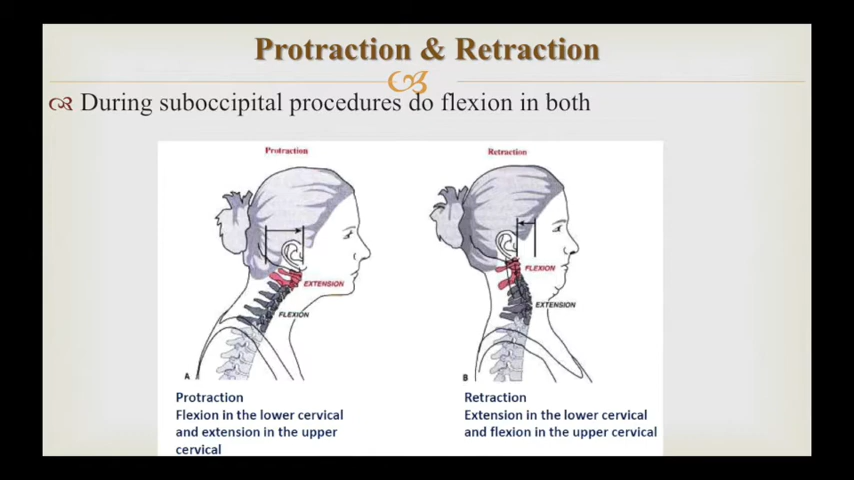 Protraction & Retraction
During suboccipital procedures do flexion in both
Protraction
Retraction
EXTENSION
FLEXION
FLEXION
EXTENSION
A
B
Protraction
Flexion in the lower cervical
and extension in the upper
cervical
Retraction
Extension in the lower cervical
and flexion in the upper cervical